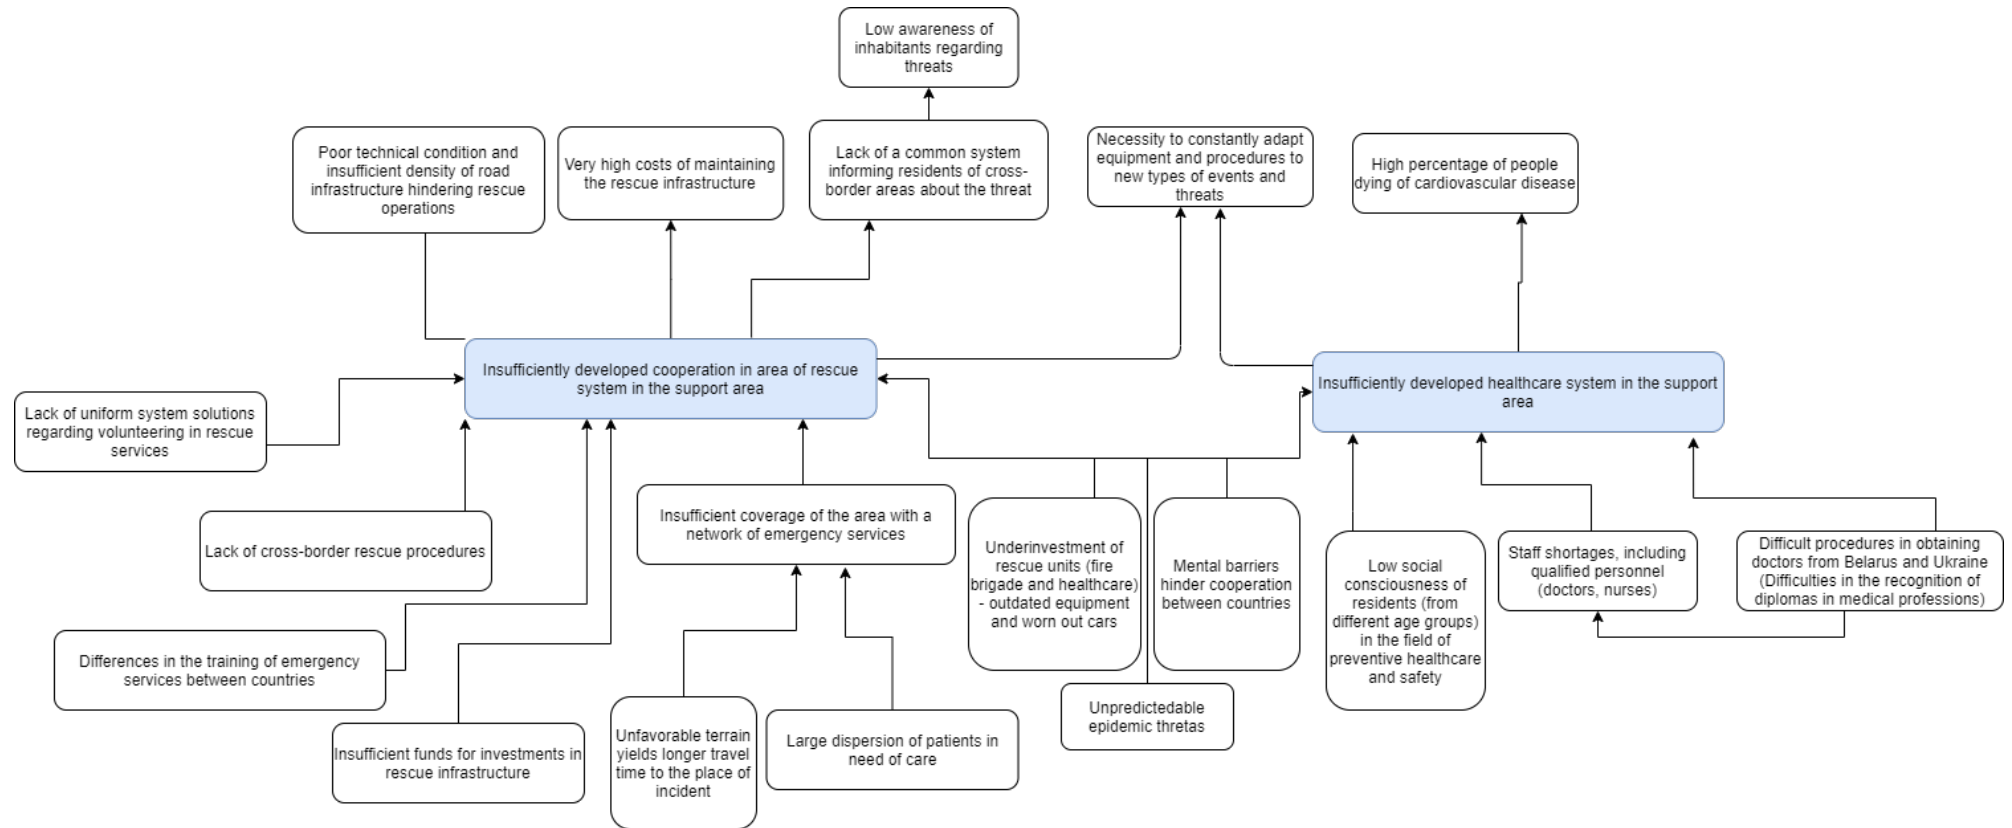 Low awareness of
inhabitants regarding
threats
Poor technical condition and
insufficient density of road
infrastructure hindering rescue
operations
Very high costs of maintaining
the rescue infrastructure
Lack of a common system
informing residents of cross-
border areas about the threat
Necessity to constantly adapt
equipment and procedures to
new types of events and
threats
High percentage of people
dying of cardiovascular disease
Insufficiently developed cooperation in area of rescue
system in the support area
Insufficiently developed healthcare system in the support
area
Lack of uniform system solutions
regarding volunteering in rescue
services
Lack of cross-border rescue procedures
Insufficient coverage of the area with a
network of emergency services
Underinvestment of
rescue units (fire
brigade and healthcare)
- outdated equipment
and worn out cars
Mental barriers
hinder cooperation
between countries
Low social
consciousness of
residents (from
different age groups)
in the field of
preventive healthcare
and safety
Staff shortages, including
qualified personnel
(doctors, nurses)
Difficult procedures in obtaining
doctors from Belarus and Ukraine
(Difficulties in the recognition of
diplomas in medical professions)
Differences in the training of emergency
services between countries
Insufficient funds for investments in
rescue infrastructure
Unfavorable terrain
yields longer travel
time to the place of
incident
Large dispersion of patients in
need of care
Unpredictedable
epidemic thretas